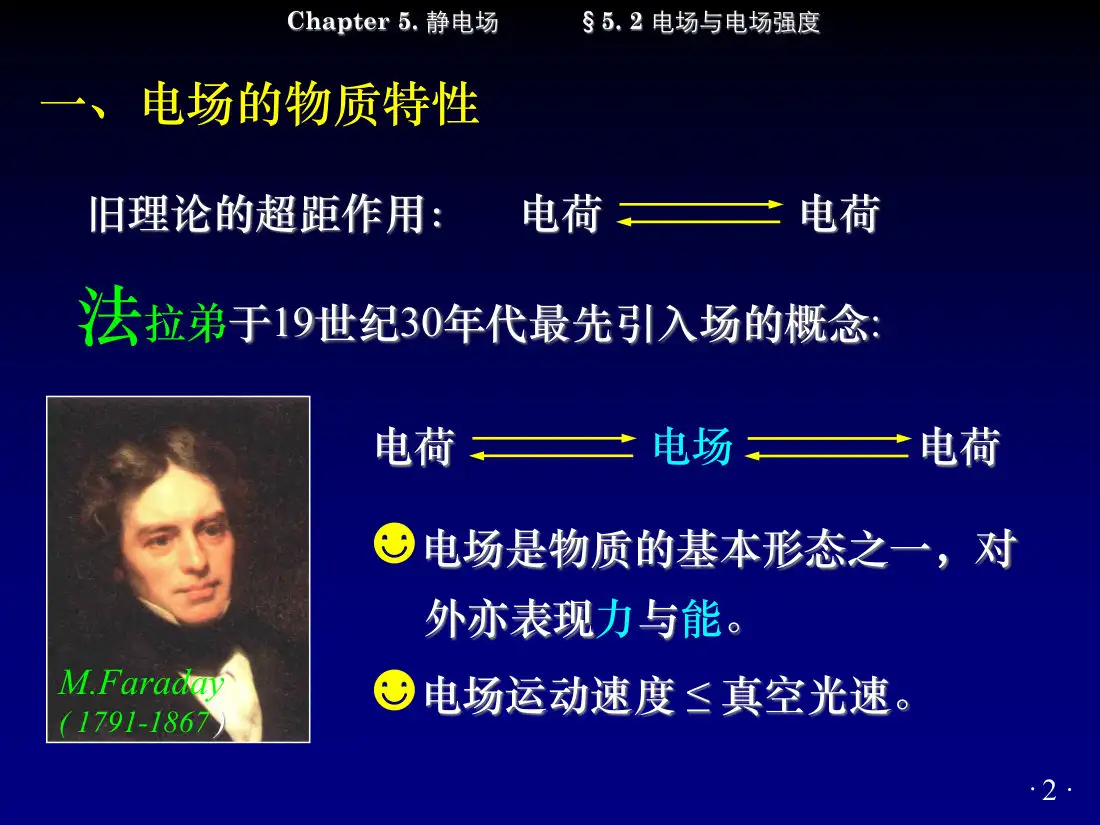 Chapter 5. 静电场 §5. 2 电场与电场强度
一、电场的物质特性
旧理论的超距作用： 电荷 电荷
法拉弟于19世纪30年代最先引入场的概念:
电荷 电场 电荷
电场是物质的基本形态之一，对
外亦表现力与能。
电场运动速度 ≤ 真空光速。
M.Faraday
( 1791-1867 )
· 2 ·